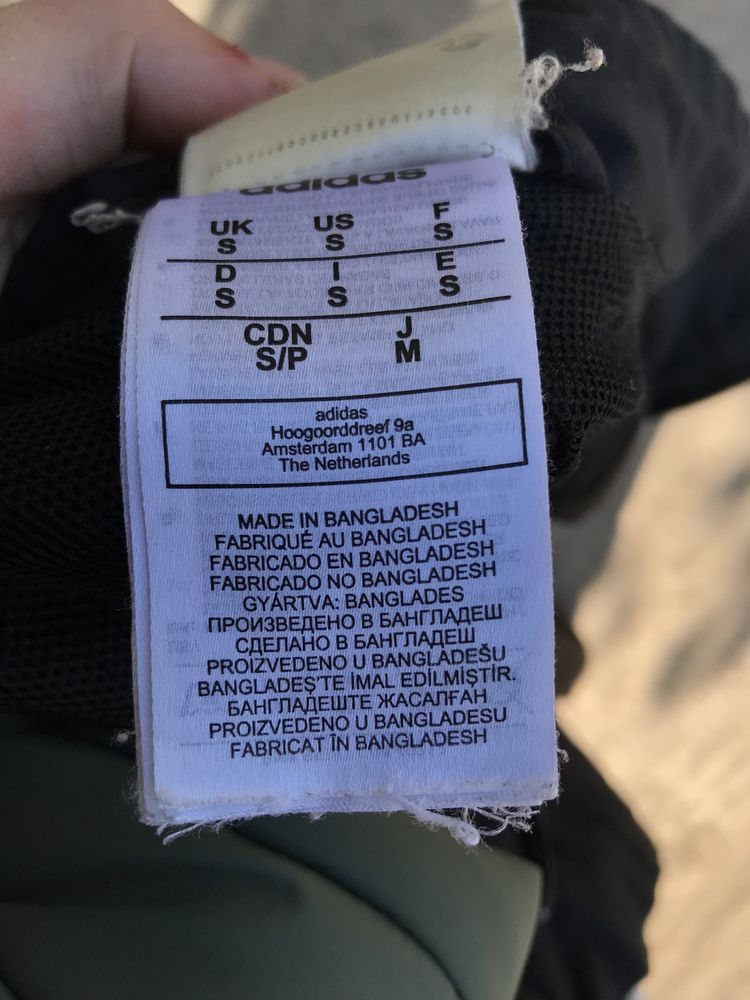 adidas
UK US F
S S S
D I E
S S S
CDN J
S/P M
adidas
Hoogoorddreef 9a
Amsterdam 1101 BA
The Netherlands
MADE IN BANGLADESH
FABRIQUÉ AU BANGLADESH
FABRICADO EN BANGLADESH
FABRICADO NO BANGLADESH
GYÁRTVA: BANGLADES
ПРОИЗВЕДЕНО В БАНГЛАДЕШ
СДЕЛАНО В БАНГЛАДЕШ
PROIZVEDENO U BANGLADEŠU
BANGLADEŞ'TE IMAL EDİLMİŞTİR.
БАНГЛАДЕШТЕ ЖАСАЛҒАН
PROIZVEDENO U BANGLADESU
FABRICAT ÎN BANGLADESH